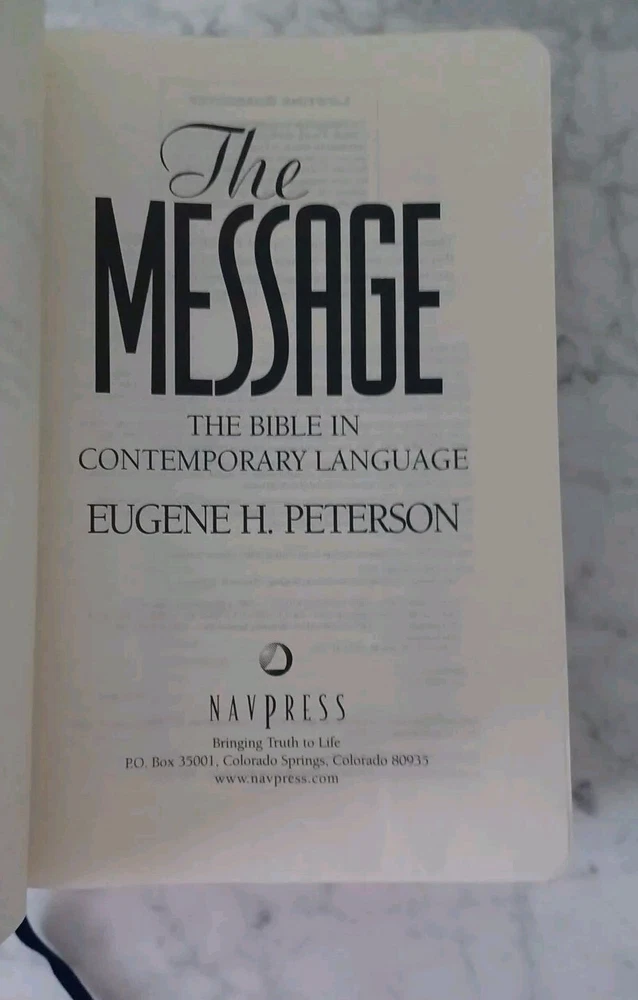 The
MESSAGE
THE BIBLE IN
CONTEMPORARY LANGUAGE
EUGENE H. PETERSON
NAVPRESS
Bringing Truth to Life
P.O. Box 35001, Colorado Springs, Colorado 80935
www.navpress.com